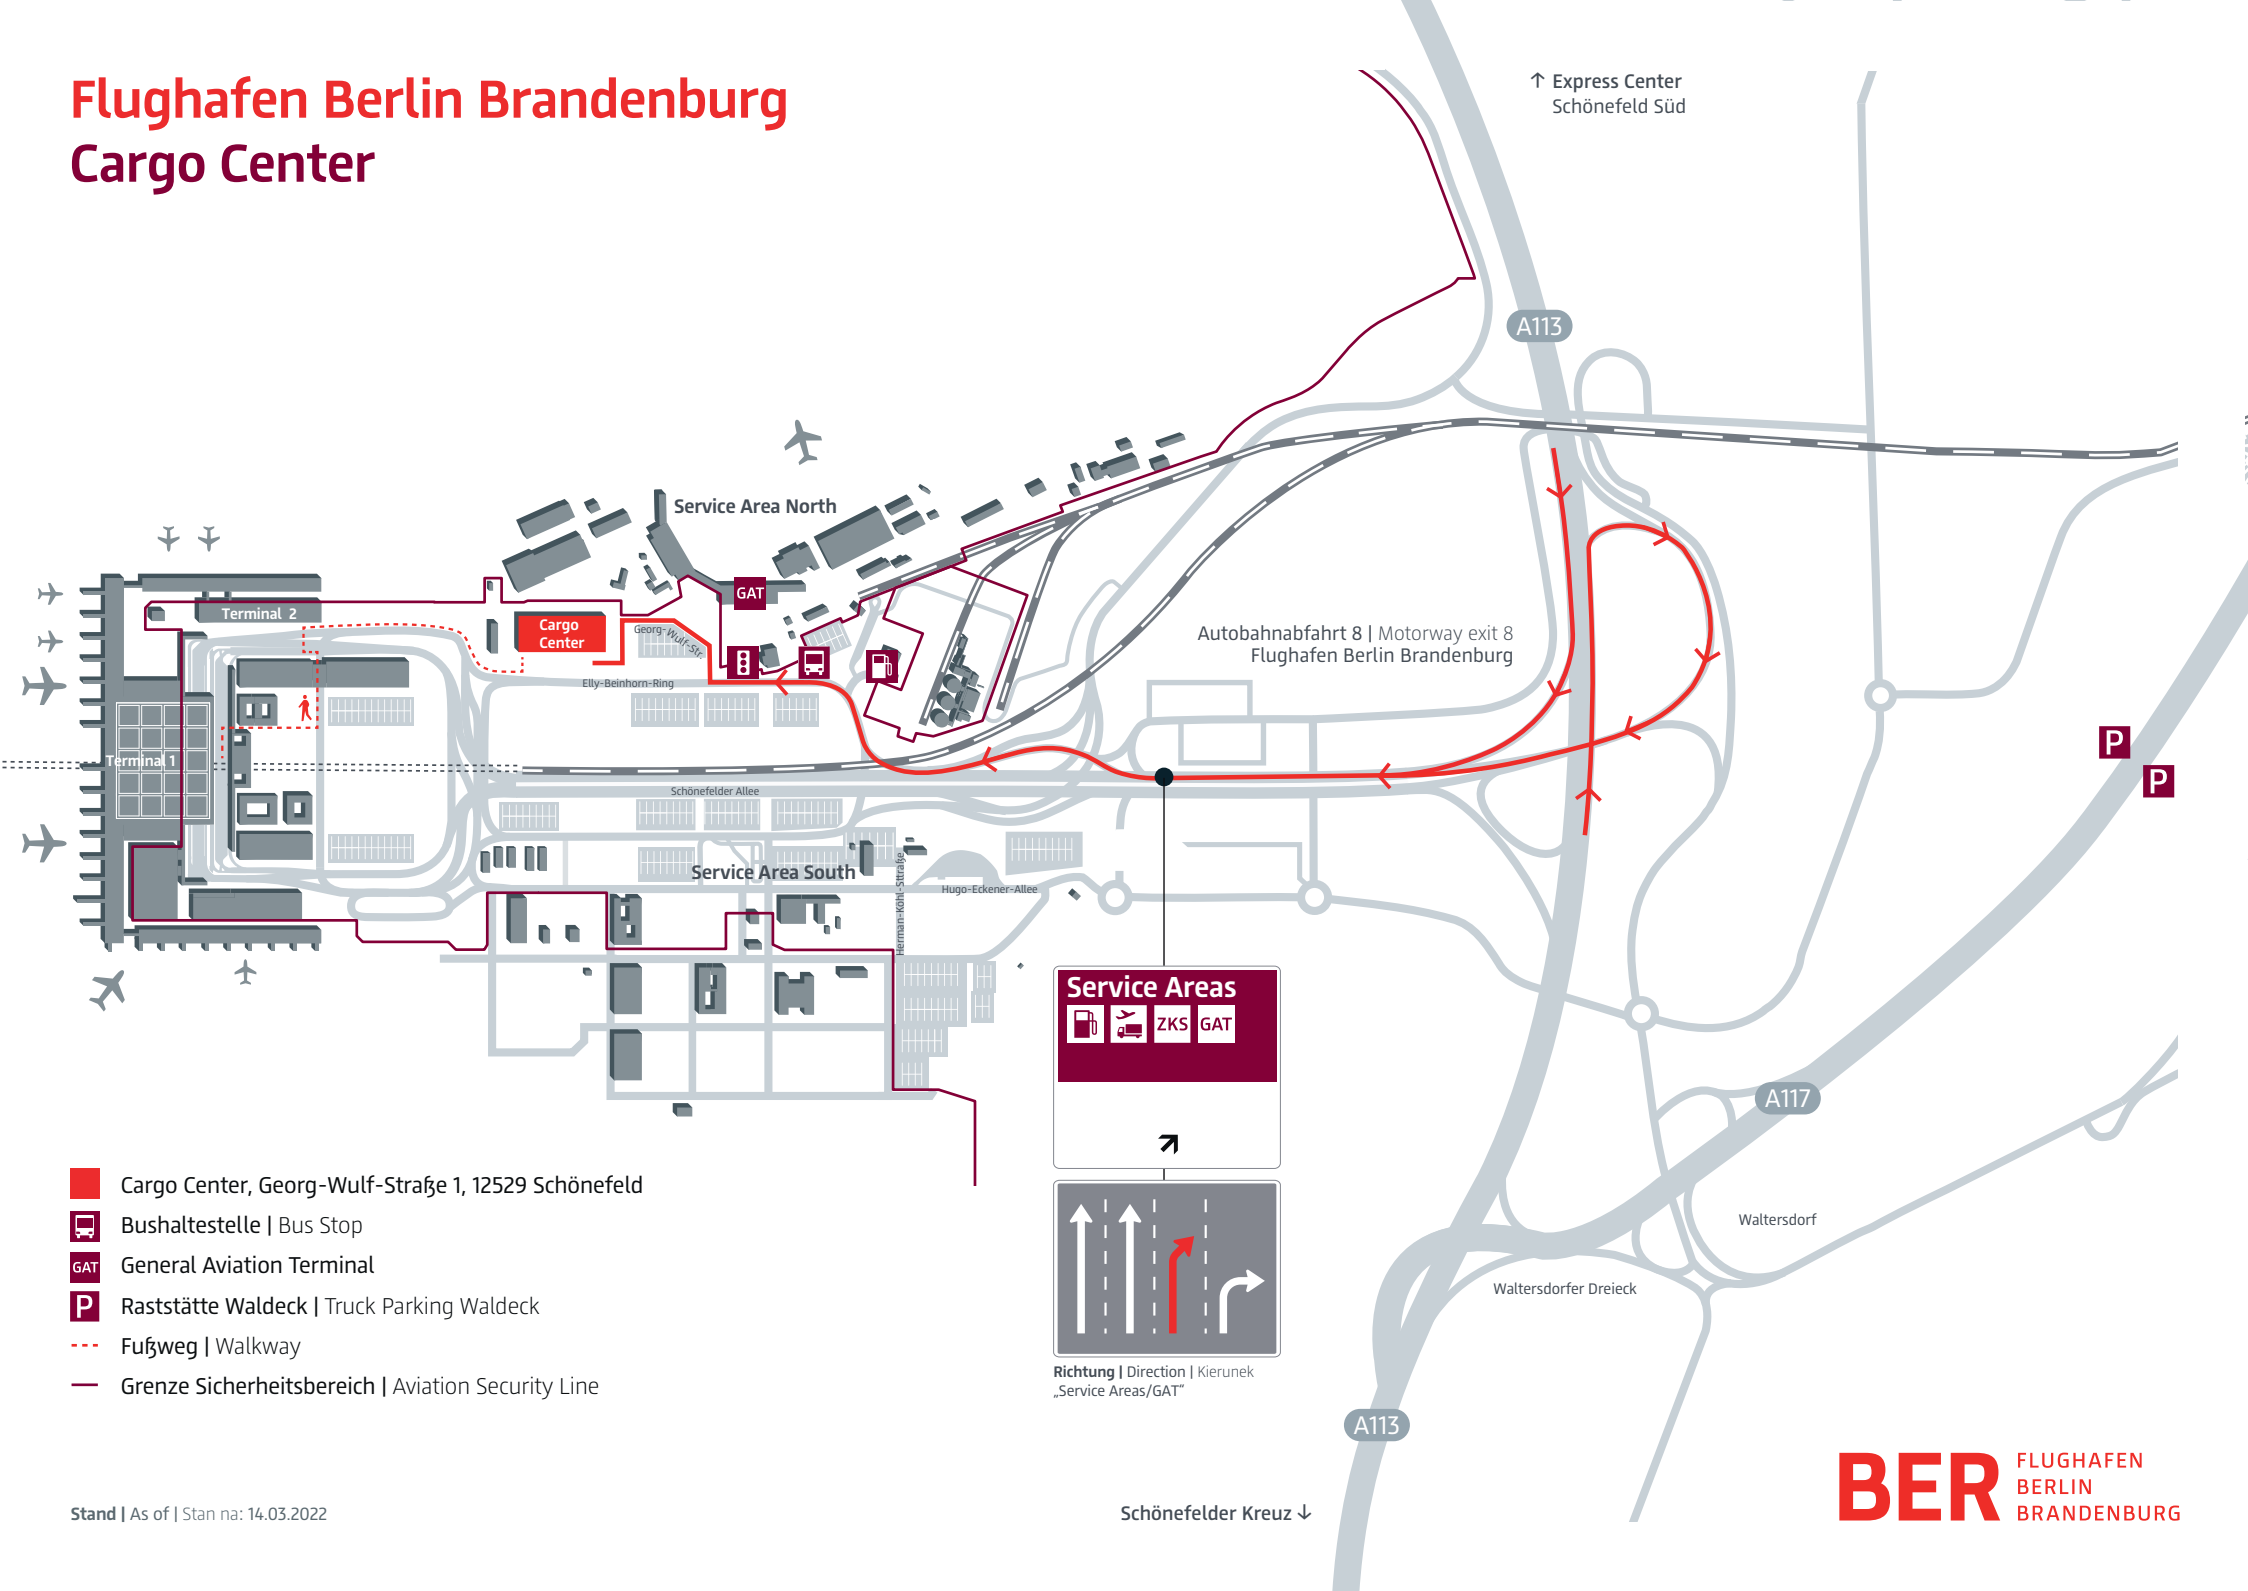 Flughafen Berlin Brandenburg
Cargo Center
↑ Express Center
Schönefeld Süd
A113
Service Area North
GAT
Terminal 2
Cargo
Center
Georg-Wulf-Str.
Autobahnabfahrt 8 | Motorway exit 8
Flughafen Berlin Brandenburg
Elly-Beinhorn-Ring
Terminal 1
P
P
Schönefelder Allee
Service Area South
Herman-Köhl-Sttraße
Hugo-Eckener-Allee
Service Areas
ZKS GAT
A117
Cargo Center, Georg-Wulf-Straße 1, 12529 Schönefeld
Bushaltestelle | Bus Stop
GAT General Aviation Terminal
P Raststätte Waldeck | Truck Parking Waldeck
Fußweg | Walkway
Grenze Sicherheitsbereich | Aviation Security Line
Waltersdorf
Waltersdorfer Dreieck
Richtung | Direction | Kierunek
„Service Areas/GAT“
A113
Stand | As of | Stan na: 14.03.2022
Schönefelder Kreuz ↓
BER
FLUGHAFEN
BERLIN
BRANDENBURG